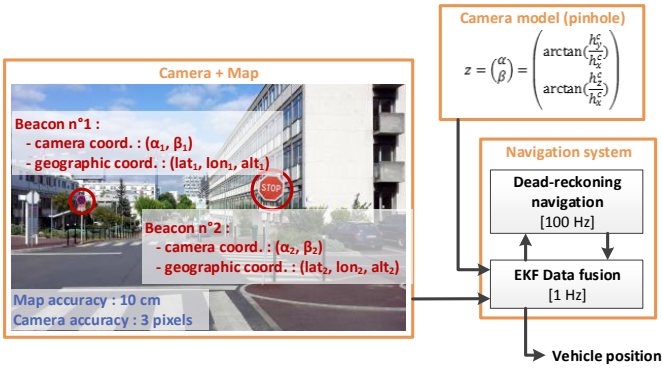 Camera model (pinhole)
z = (α β) = (arctan(h_y^c / h_x^c) arctan(h_z^c / h_x^c))
Camera + Map
Beacon n°1 :
- camera coord. : (α₁, β₁)
- geographic coord. : (lat₁, lon₁, alt₁)
STOP
Beacon n°2 :
- camera coord. : (α₂, β₂)
- geographic coord. : (lat₂, lon₂, alt₂)
Map accuracy : 10 cm
Camera accuracy : 3 pixels
Navigation system
Dead-reckoning
navigation
[100 Hz]
EKF Data fusion
[1 Hz]
Vehicle position